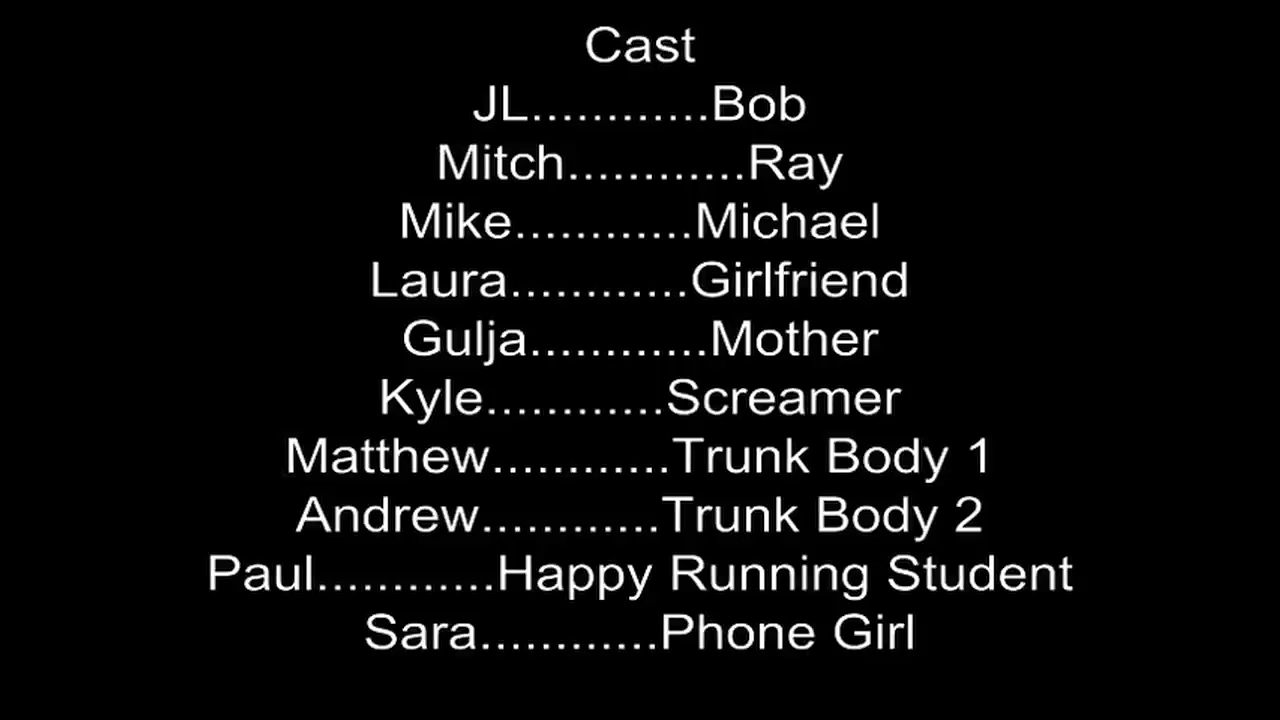 Cast
JL............Bob
Mitch............Ray
Mike............Michael
Laura............Girlfriend
Gulja............Mother
Kyle............Screamer
Matthew............Trunk Body 1
Andrew............Trunk Body 2
Paul............Happy Running Student
Sara............Phone Girl